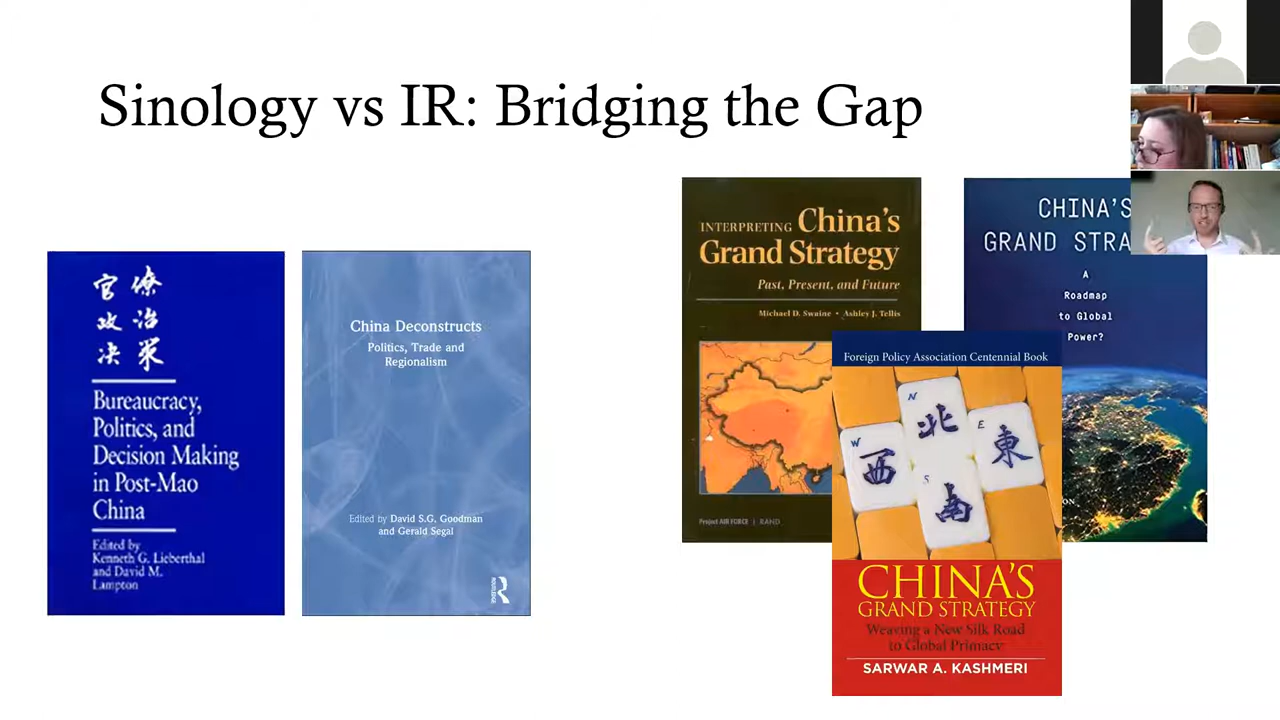 Sinology vs IR: Bridging the Gap
官 僚
政 治
决 策
Bureaucracy,
Politics, and
Decision Making
in Post-Mao
China
Edited by
Kenneth G. Lieberthal
and David M.
Lampton
China Deconstructs
Politics, Trade and
Regionalism
Edited by David S.G. Goodman
and Gerald Segal
ROUTLEDGE
INTERPRETING China's
Grand Strategy
Past, Present, and Future
Michael D. Swaine • Ashley J. Tellis
Project AIR FORCE | RAND
CHINA'S
GRAND STRA
A
Roadmap
to Global
Power?
ON
Foreign Policy Association Centennial Book
N
北
W
西
E
東
S
南
CHINA'S
GRAND STRATEGY
Weaving a New Silk Road
to Global Primacy
SARWAR A. KASHMERI